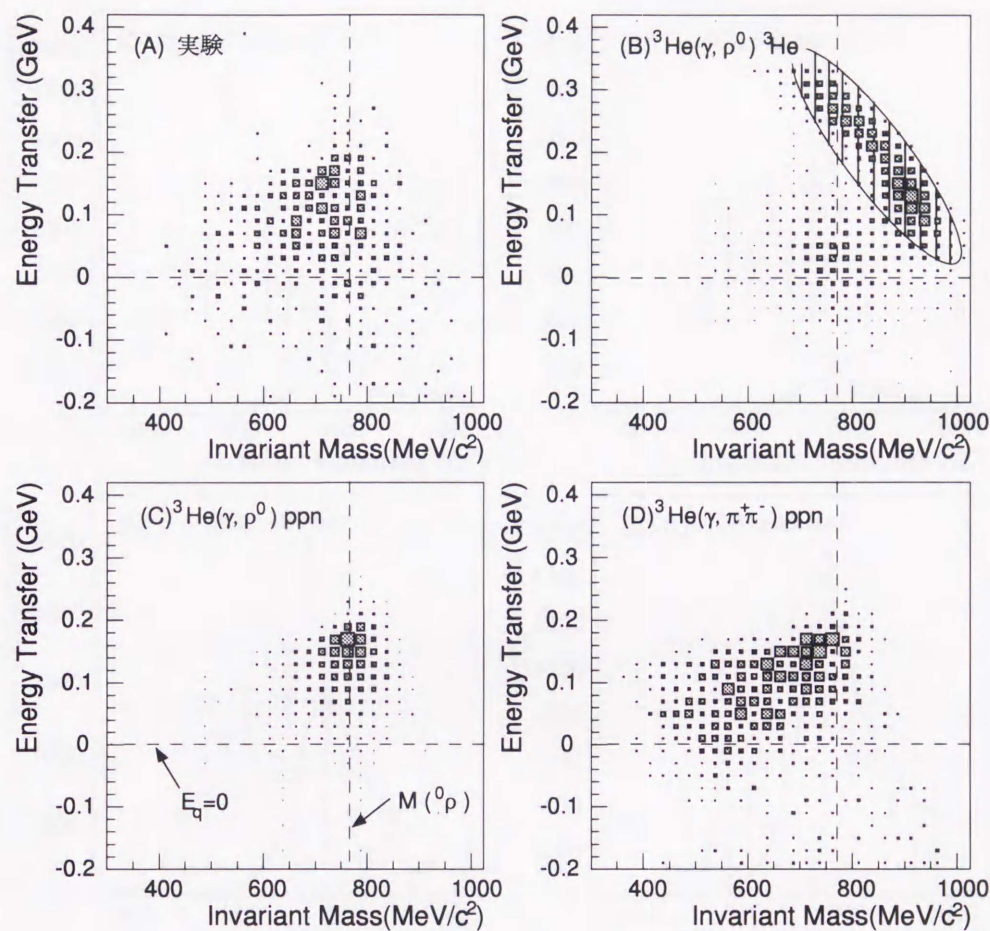 (A) 実験
Energy Transfer (GeV)
0.4
0.3
0.2
0.1
0
-0.1
-0.2
400 600 800 1000
Invariant Mass(MeV/c²)
(B)³He(γ, ρ⁰) ³He
Energy Transfer (GeV)
0.4
0.3
0.2
0.1
0
-0.1
-0.2
400 600 800 1000
Invariant Mass(MeV/c²)
(C)³He(γ, ρ⁰) ppn
Energy Transfer (GeV)
0.4
0.3
0.2
0.1
0
-0.1
-0.2
E_q=0
M (⁰ρ)
400 600 800 1000
Invariant Mass(MeV/c²)
(D)³He(γ, π⁺π⁻) ppn
Energy Transfer (GeV)
0.4
0.3
0.2
0.1
0
-0.1
-0.2
400 600 800 1000
Invariant Mass(MeV/c²)